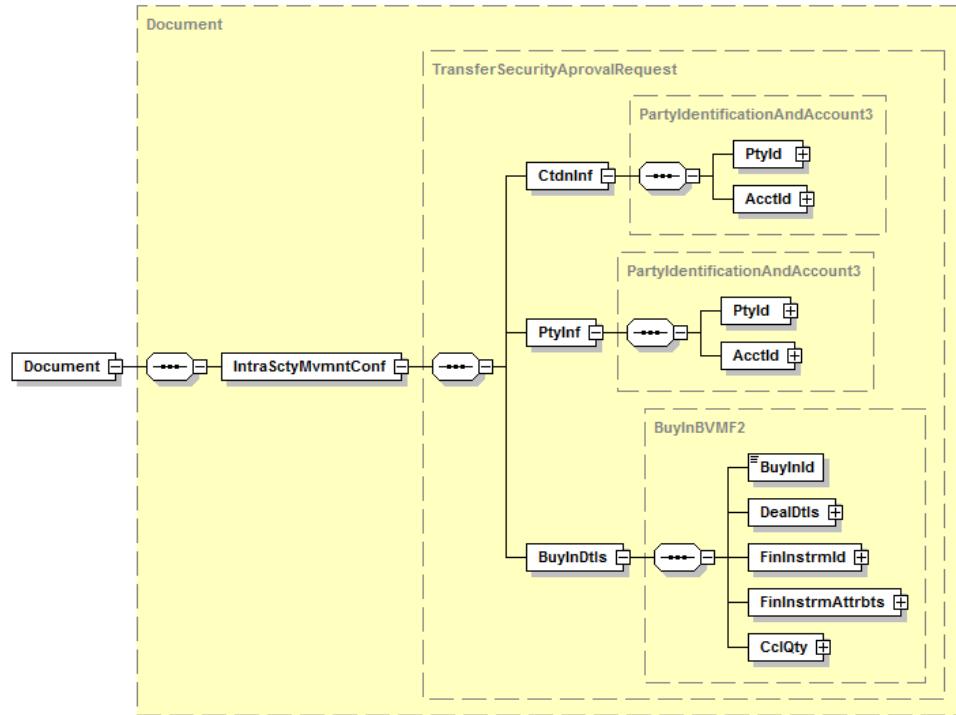 Document
TransferSecurityAprovalRequest
PartyIdentificationAndAccount3
PtyId
CtdnInf
AcctId
PartyIdentificationAndAccount3
PtyId
PtyInf
AcctId
Document
IntraSctyMvmntConf
BuyInBVMF2
BuyInId
DealDtls
BuyInDtls
FinInstrmId
FinInstrmAttrbts
CclQty